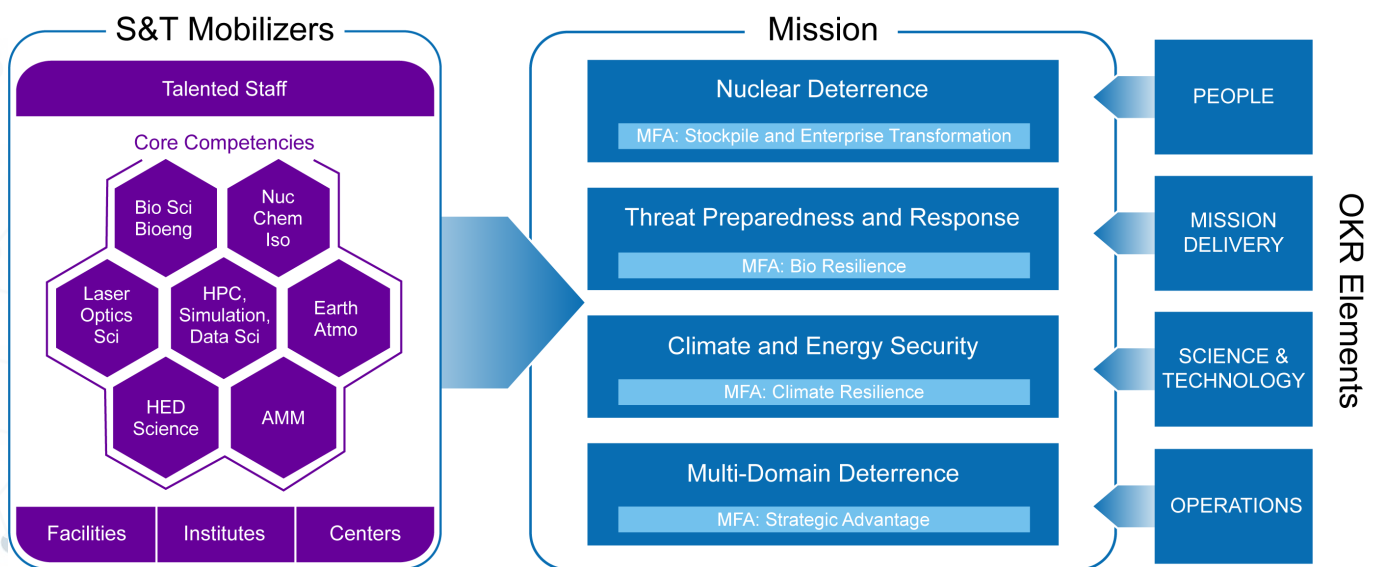 S&T Mobilizers
Talented Staff
Core Competencies
Bio Sci
Bioeng
Nuc
Chem
Iso
Laser
Optics
Sci
HPC,
Simulation,
Data Sci
Earth
Atmo
HED
Science
AMM
Facilities
Institutes
Centers
Mission
Nuclear Deterrence
MFA: Stockpile and Enterprise Transformation
Threat Preparedness and Response
MFA: Bio Resilience
Climate and Energy Security
MFA: Climate Resilience
Multi-Domain Deterrence
MFA: Strategic Advantage
PEOPLE
MISSION
DELIVERY
SCIENCE &
TECHNOLOGY
OPERATIONS
OKR Elements